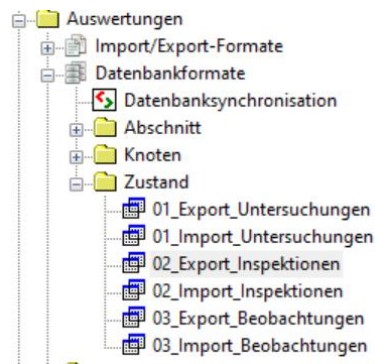 Auswertungen
Import/Export-Formate
Datenbankformate
Datenbanksynchronisation
Abschnitt
Knoten
Zustand
01_Export_Untersuchungen
01_Import_Untersuchungen
02_Export_Inspektionen
02_Import_Inspektionen
03_Export_Beobachtungen
03_Import_Beobachtungen